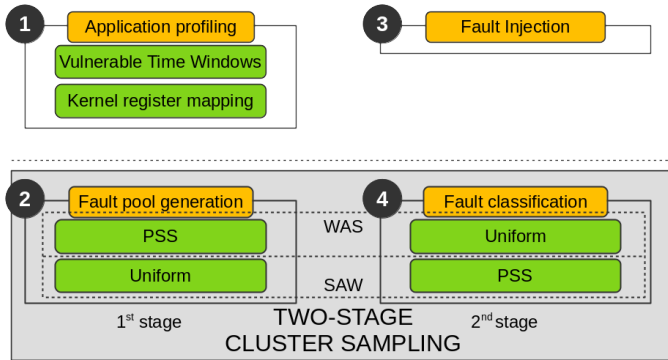 1
Application profiling
Vulnerable Time Windows
Kernel register mapping
3
Fault Injection
2
Fault pool generation
PSS
Uniform
WAS
SAW
4
Fault classification
Uniform
PSS
1st stage
TWO-STAGE
CLUSTER SAMPLING
2nd stage